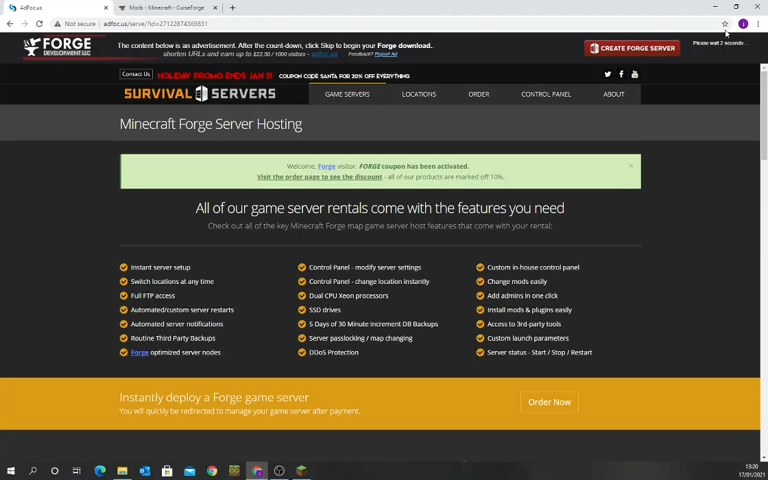 AdFoc.us
Mods - Minecraft - CurseForge
Not secure
adfoc.us/serve/?id=27122874369831
FORGE
DEVELOPMENT LLC
The content below is an advertisement. After the count-down, click Skip to begin your Forge download.
shorten URLs and earn up to $22.50 / 1000 visitors - adfoc.us
Feedback? Report Ad
CREATE FORGE SERVER
Please wait 2 seconds...
Contact Us
HOLIDAY PROMO ENDS JAN 5!
COUPON CODE SANTA FOR 20% OFF EVERYTHING
SURVIVAL SERVERS
GAME SERVERS
LOCATIONS
ORDER
CONTROL PANEL
ABOUT
Minecraft Forge Server Hosting
Welcome, Forge visitor, FORGE coupon has been activated.
Visit the order page to see the discount - all of our products are marked off 10%.
All of our game server rentals come with the features you need
Check out all of the key Minecraft Forge map game server host features that come with your rental:
Instant server setup
Switch locations at any time
Full FTP access
Automated/custom server restarts
Automated server notifications
Routine Third Party Backups
Forge optimized server nodes
Control Panel - modify server settings
Control Panel - change location instantly
Dual CPU Xeon processors
SSD drives
5 Days of 30 Minute Increment DB Backups
Server passlocking / map changing
DDoS Protection
Custom in-house control panel
Change mods easily
Add admins in one click
Install mods & plugins easily
Access to 3rd-party tools
Custom launch parameters
Server status - Start / Stop / Restart
Instantly deploy a Forge game server
You will quickly be redirected to manage your game server after payment.
Order Now
13:20
17/01/2021